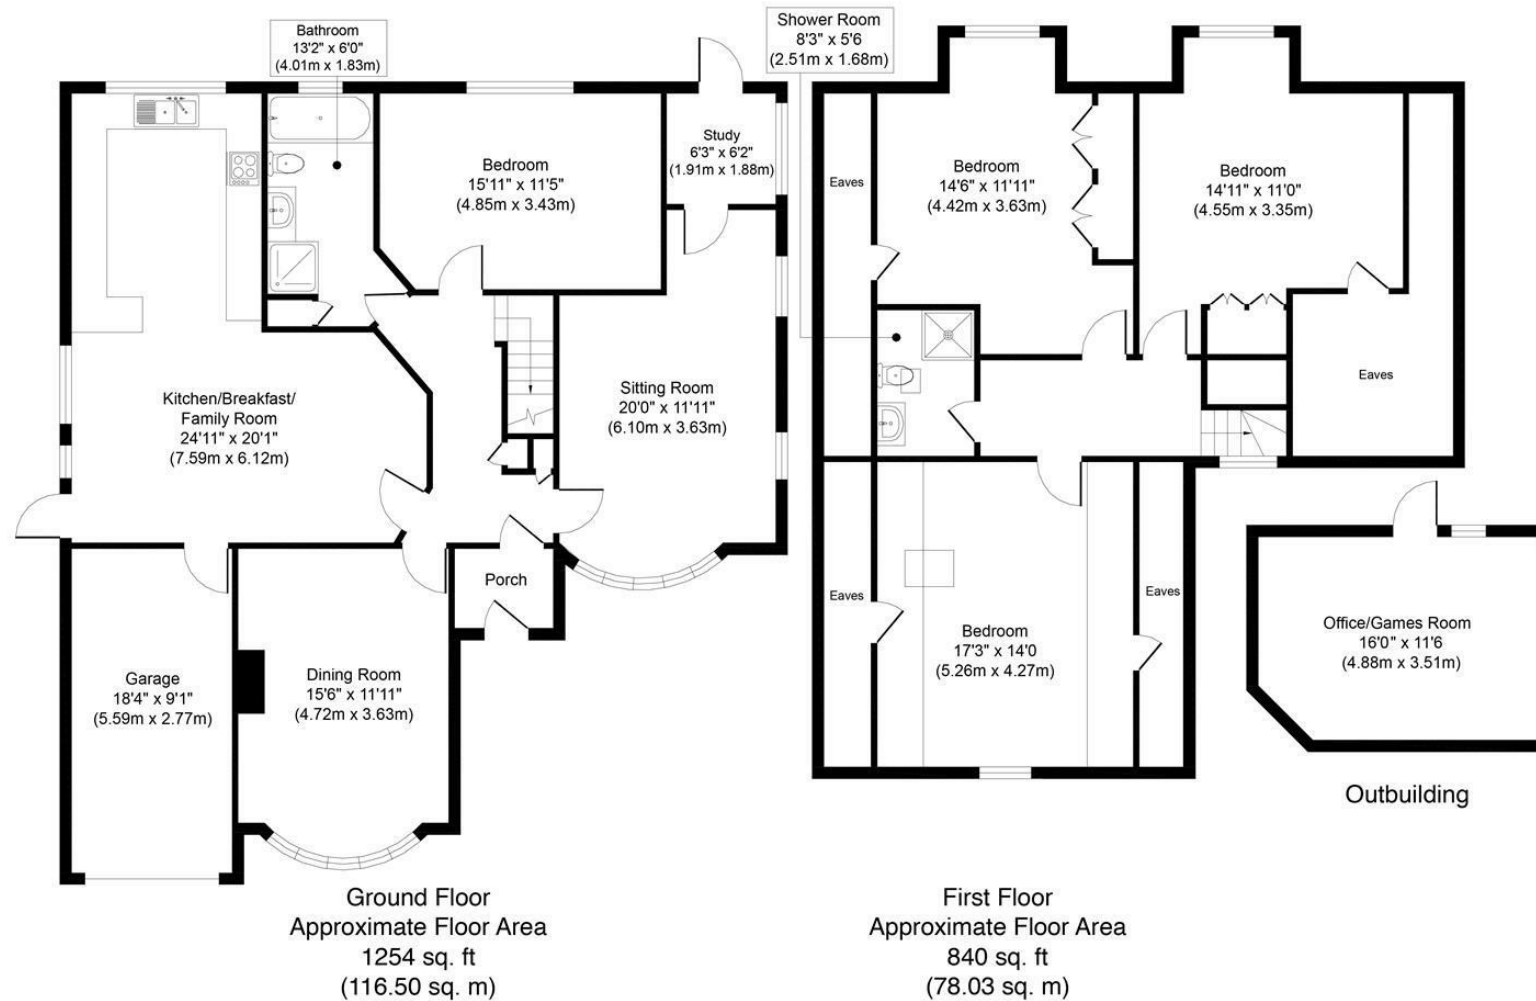 Bathroom
13'2" x 6'0"
(4.01m x 1.83m)
Shower Room
8'3" x 5'6
(2.51m x 1.68m)
Bedroom
15'11" x 11'5"
(4.85m x 3.43m)
Study
6'3" x 6'2"
(1.91m x 1.88m)
Kitchen/Breakfast/
Family Room
24'11" x 20'1"
(7.59m x 6.12m)
Sitting Room
20'0" x 11'11"
(6.10m x 3.63m)
Porch
Garage
18'4" x 9'1"
(5.59m x 2.77m)
Dining Room
15'6" x 11'11"
(4.72m x 3.63m)
Ground Floor
Approximate Floor Area
1254 sq. ft
(116.50 sq. m)
Eaves
Bedroom
14'6" x 11'11"
(4.42m x 3.63m)
Bedroom
14'11" x 11'0"
(4.55m x 3.35m)
Eaves
Eaves
Bedroom
17'3" x 14'0
(5.26m x 4.27m)
Eaves
First Floor
Approximate Floor Area
840 sq. ft
(78.03 sq. m)
Office/Games Room
16'0" x 11'6
(4.88m x 3.51m)
Outbuilding